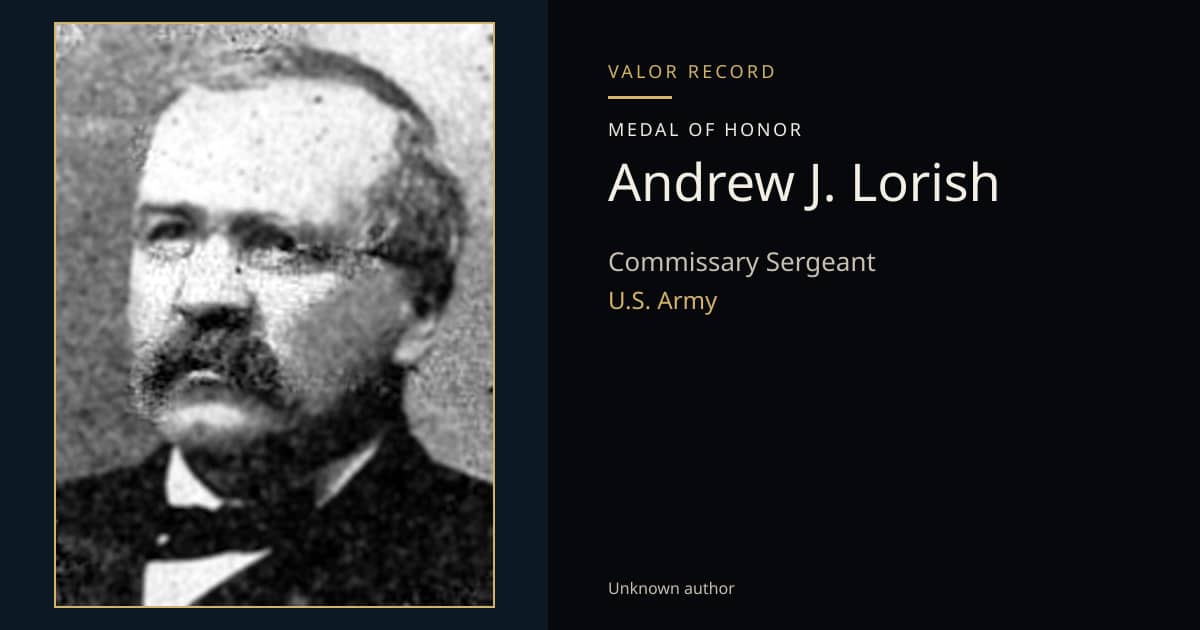 VALOR RECORD
MEDAL OF HONOR
Andrew J. Lorish
Commissary Sergeant
U.S. Army
Unknown author